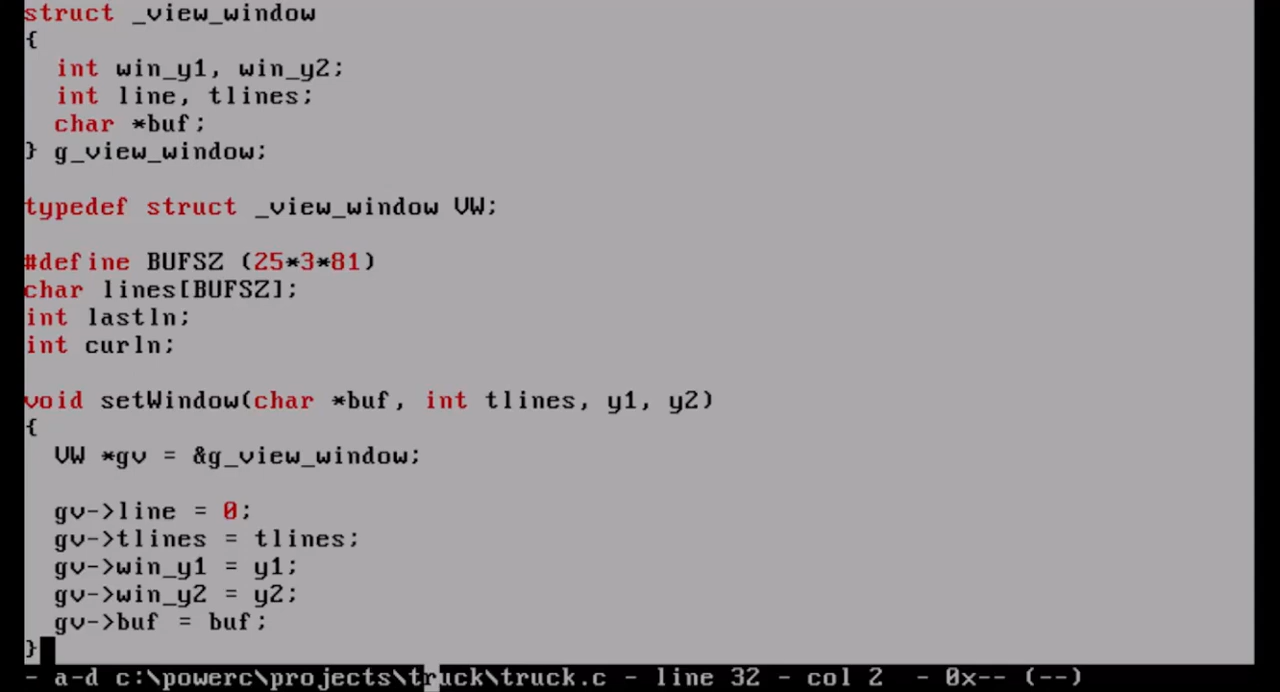 struct _view_window
{
  int win_y1, win_y2;
  int line, tlines;
  char *buf;
} g_view_window;

typedef struct _view_window VW;

#define BUFSZ (25*3*81)
char lines[BUFSZ];
int lastln;
int curln;

void setWindow(char *buf, int tlines, y1, y2)
{
  VW *gv = &g_view_window;

  gv->line = 0;
  gv->tlines = tlines;
  gv->win_y1 = y1;
  gv->win_y2 = y2;
  gv->buf = buf;
}
- a-d c:\powerc\projects\truck\truck.c - line 32 - col 2  - 0x-- (--)